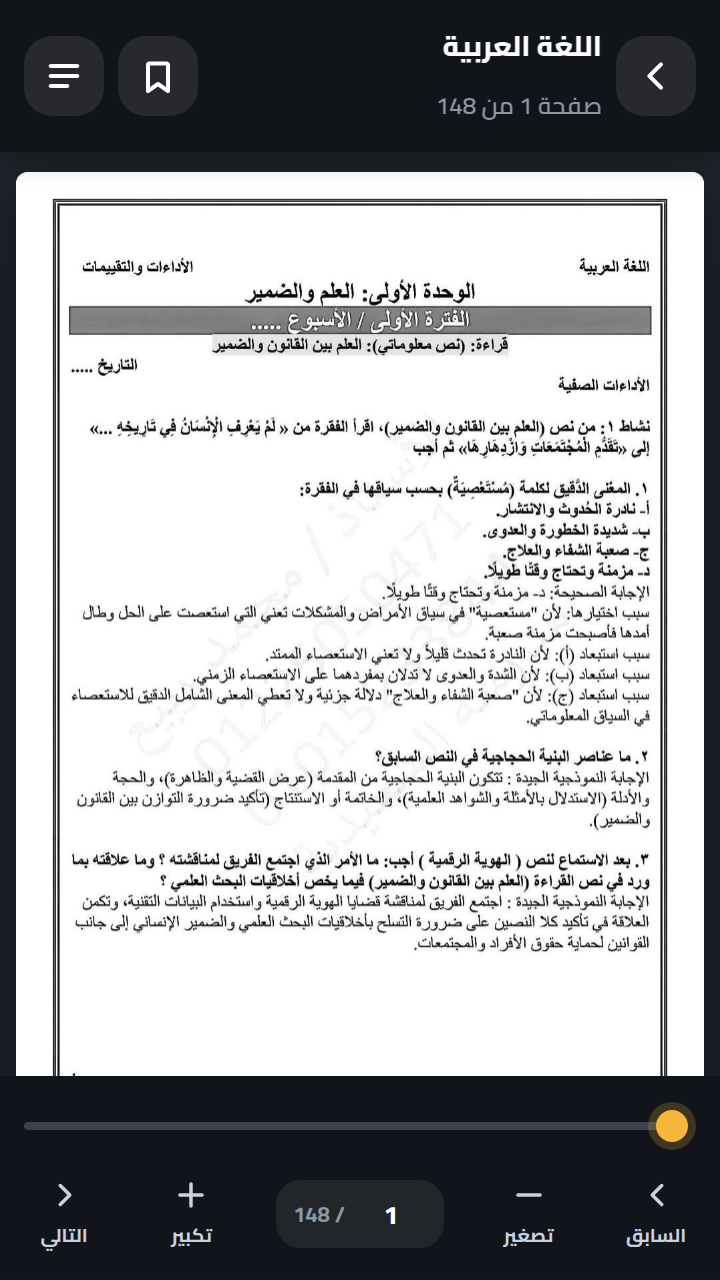 اللغة العربية
صفحة 1 من 148
اللغة العربية
الأداءات والتقييمات
الوحدة الأولى: العلم والضمير
الفترة الأولى / الأسبوع .....
قراءة: (نص معلوماتي): العلم بين القانون والضمير
التاريخ .....
الأداءات الصفية
نشاط ١: من نص (العلم بين القانون والضمير)، اقرأ الفقرة من « لَمْ يَعْرِفِ الْإِنْسَانُ فِي تَارِيخِهِ ...»
إلى «تَقَدُّمِ الْمُجْتَمَعَاتِ وَازْدِهَارِهَا» ثم أجب
١. المعْنى الدَّقيق لكلمة (مُسْتَعْصِيَةٌ) بحسب سياقها في الفقرة:
أ- نادرة الحُدوث والانتشار.
ب- شديدة الخطورة والعدوى.
ج- صعبة الشفاء والعلاج.
د- مزمنة وتحتاج وقتًا طويلًا.
الإجابة الصحيحة: د- مزمنة وتحتاج وقتًا طويلًا.
سبب اختيارها: لأن "مستعصية" في سياق الأمراض والمشكلات تعني التي استعصت على الحل وطال
أمدها فأصبحت مزمنة صعبة.
سبب استبعاد (أ): لأن النادرة تحدث قليلاً ولا تعني الاستعصاء الممتد.
سبب استبعاد (ب): لأن الشدة والعدوى لا تدلان بمفردهما على الاستعصاء الزمني.
سبب استبعاد (ج): لأن "صعبة الشفاء والعلاج" دلالة جزئية ولا تعطي المعنى الشامل الدقيق للاستعصاء
في السياق المعلوماتي.
٢. ما عناصر البنية الحجاجية في النص السابق؟
الإجابة النموذجية الجيدة : تتكون البنية الحجاجية من المقدمة (عرض القضية والظاهرة)، والحجة
والأدلة (الاستدلال بالأمثلة والشواهد العلمية)، والخاتمة أو الاستنتاج (تأكيد ضرورة التوازن بين القانون
والضمير).
٣. بعد الاستماع لنص ( الهوية الرقمية ) أجب: ما الأمر الذي اجتمع الفريق لمناقشته ؟ وما علاقته بما
ورد في نص القراءة (العلم بين القانون والضمير) فيما يخص أخلاقيات البحث العلمي ؟
الإجابة النموذجية الجيدة : اجتمع الفريق لمناقشة قضايا الهوية الرقمية واستخدام البيانات التقنية، وتكمن
العلاقة في تأكيد كلا النصين على ضرورة التسلح بأخلاقيات البحث العلمي والضمير الإنساني إلى جانب
القوانين لحماية حقوق الأفراد والمجتمعات.
1
/ 148
السابق
تصغير
تكبير
التالي